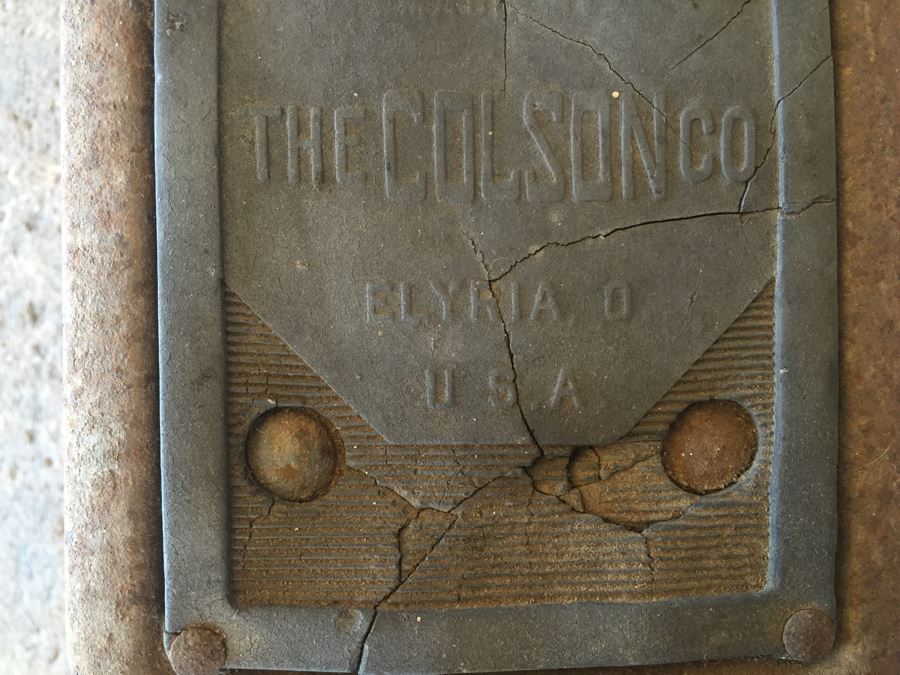 THE COLSON CO
ELYRIA, O
U S A